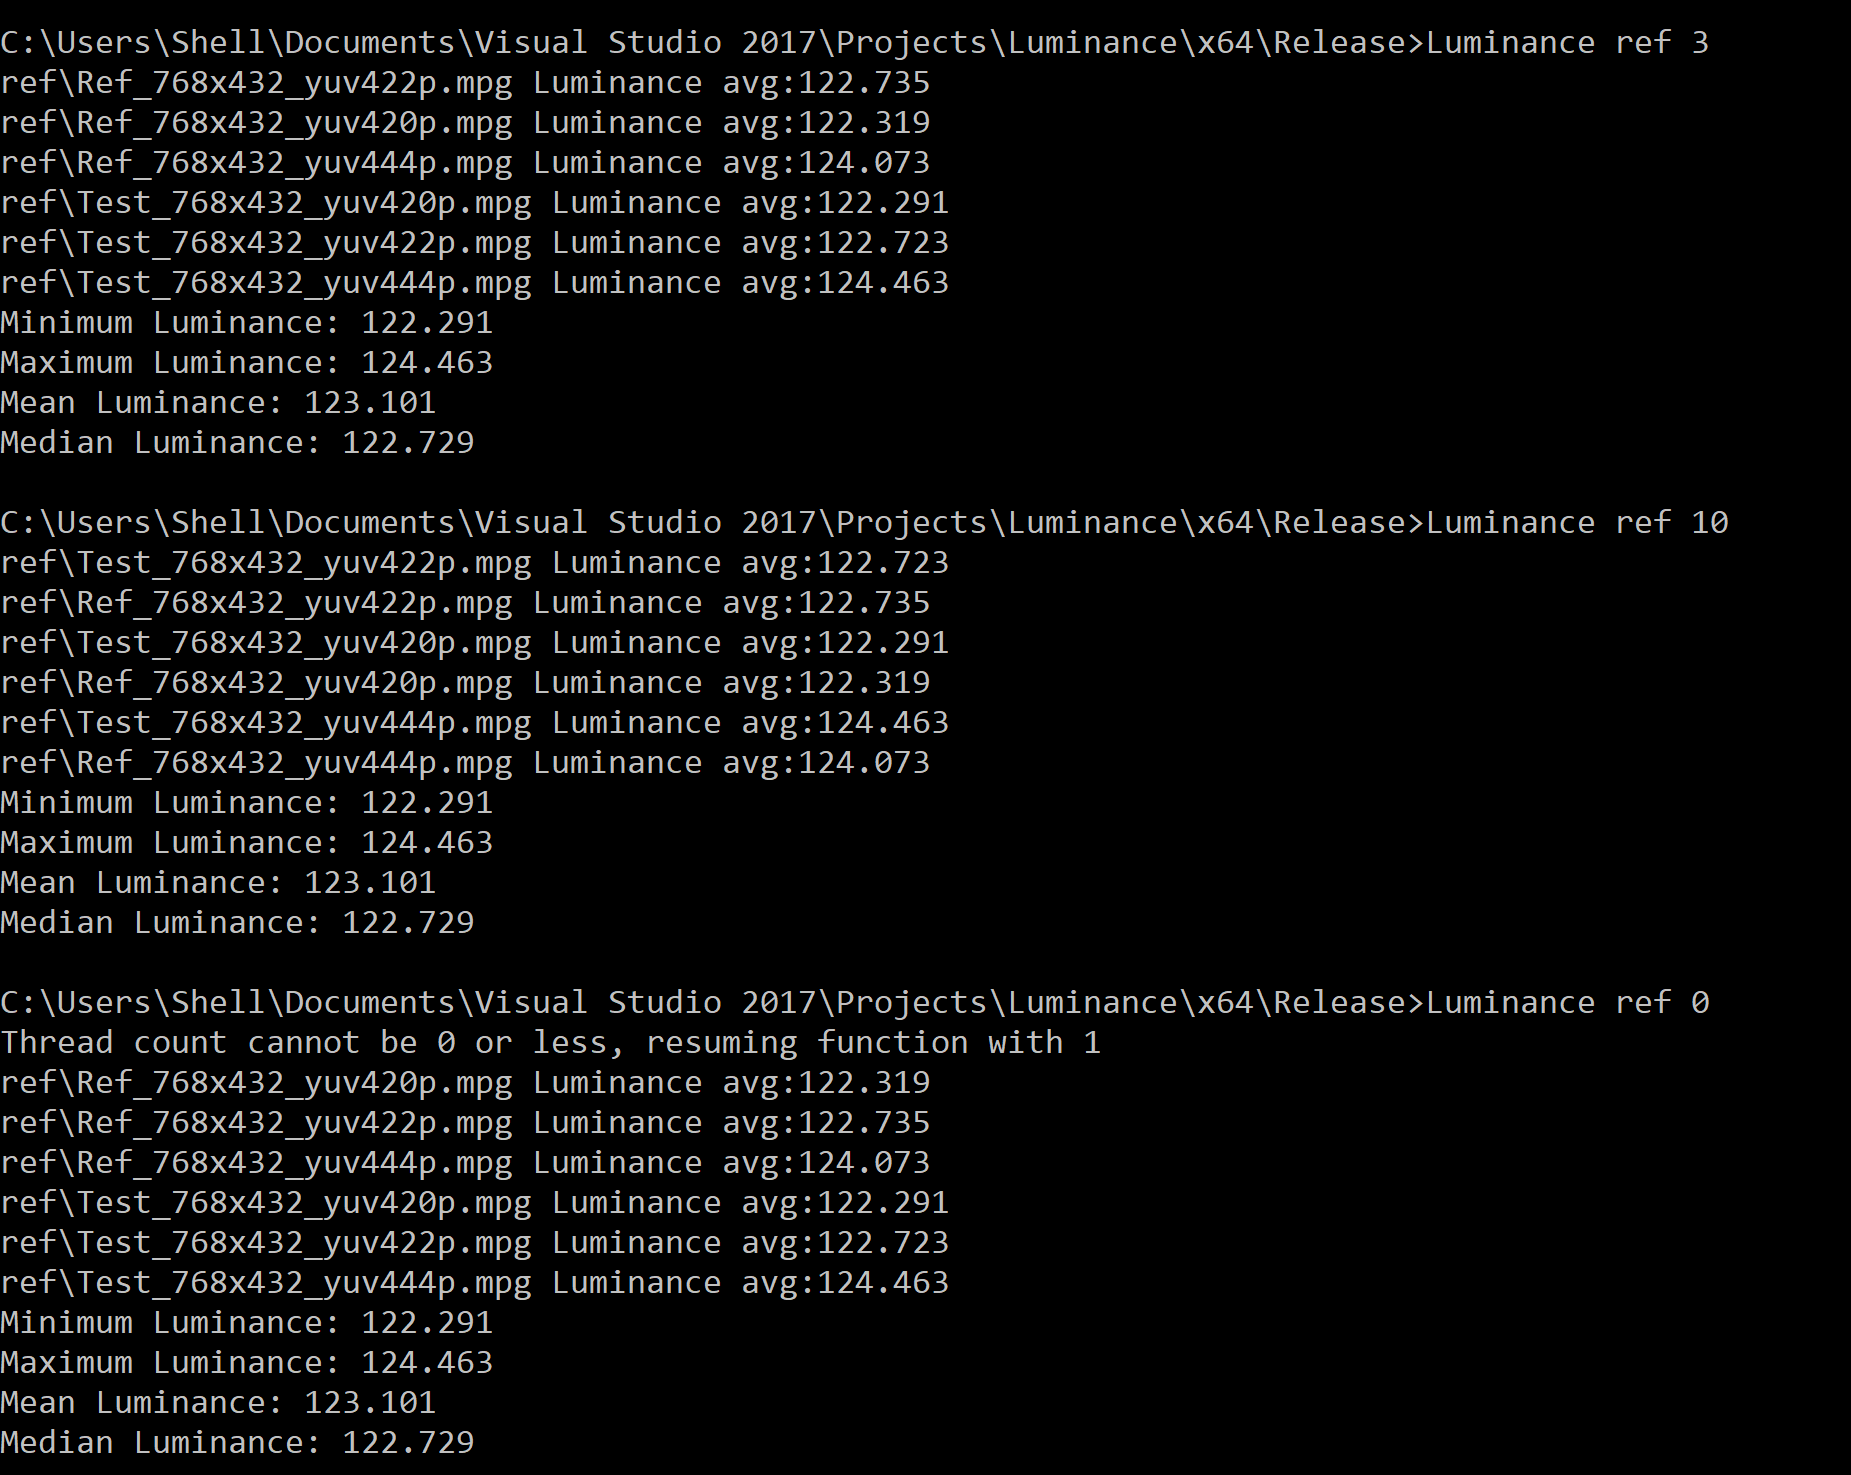 C:\Users\Shell\Documents\Visual Studio 2017\Projects\Luminance\x64\Release>Luminance ref 3
ref\Ref_768x432_yuv422p.mpg Luminance avg:122.735
ref\Ref_768x432_yuv420p.mpg Luminance avg:122.319
ref\Ref_768x432_yuv444p.mpg Luminance avg:124.073
ref\Test_768x432_yuv420p.mpg Luminance avg:122.291
ref\Test_768x432_yuv422p.mpg Luminance avg:122.723
ref\Test_768x432_yuv444p.mpg Luminance avg:124.463
Minimum Luminance: 122.291
Maximum Luminance: 124.463
Mean Luminance: 123.101
Median Luminance: 122.729
C:\Users\Shell\Documents\Visual Studio 2017\Projects\Luminance\x64\Release>Luminance ref 10
ref\Test_768x432_yuv422p.mpg Luminance avg:122.723
ref\Ref_768x432_yuv422p.mpg Luminance avg:122.735
ref\Test_768x432_yuv420p.mpg Luminance avg:122.291
ref\Ref_768x432_yuv420p.mpg Luminance avg:122.319
ref\Test_768x432_yuv444p.mpg Luminance avg:124.463
ref\Ref_768x432_yuv444p.mpg Luminance avg:124.073
Minimum Luminance: 122.291
Maximum Luminance: 124.463
Mean Luminance: 123.101
Median Luminance: 122.729
C:\Users\Shell\Documents\Visual Studio 2017\Projects\Luminance\x64\Release>Luminance ref 0
Thread count cannot be 0 or less, resuming function with 1
ref\Ref_768x432_yuv420p.mpg Luminance avg:122.319
ref\Ref_768x432_yuv422p.mpg Luminance avg:122.735
ref\Ref_768x432_yuv444p.mpg Luminance avg:124.073
ref\Test_768x432_yuv420p.mpg Luminance avg:122.291
ref\Test_768x432_yuv422p.mpg Luminance avg:122.723
ref\Test_768x432_yuv444p.mpg Luminance avg:124.463
Minimum Luminance: 122.291
Maximum Luminance: 124.463
Mean Luminance: 123.101
Median Luminance: 122.729